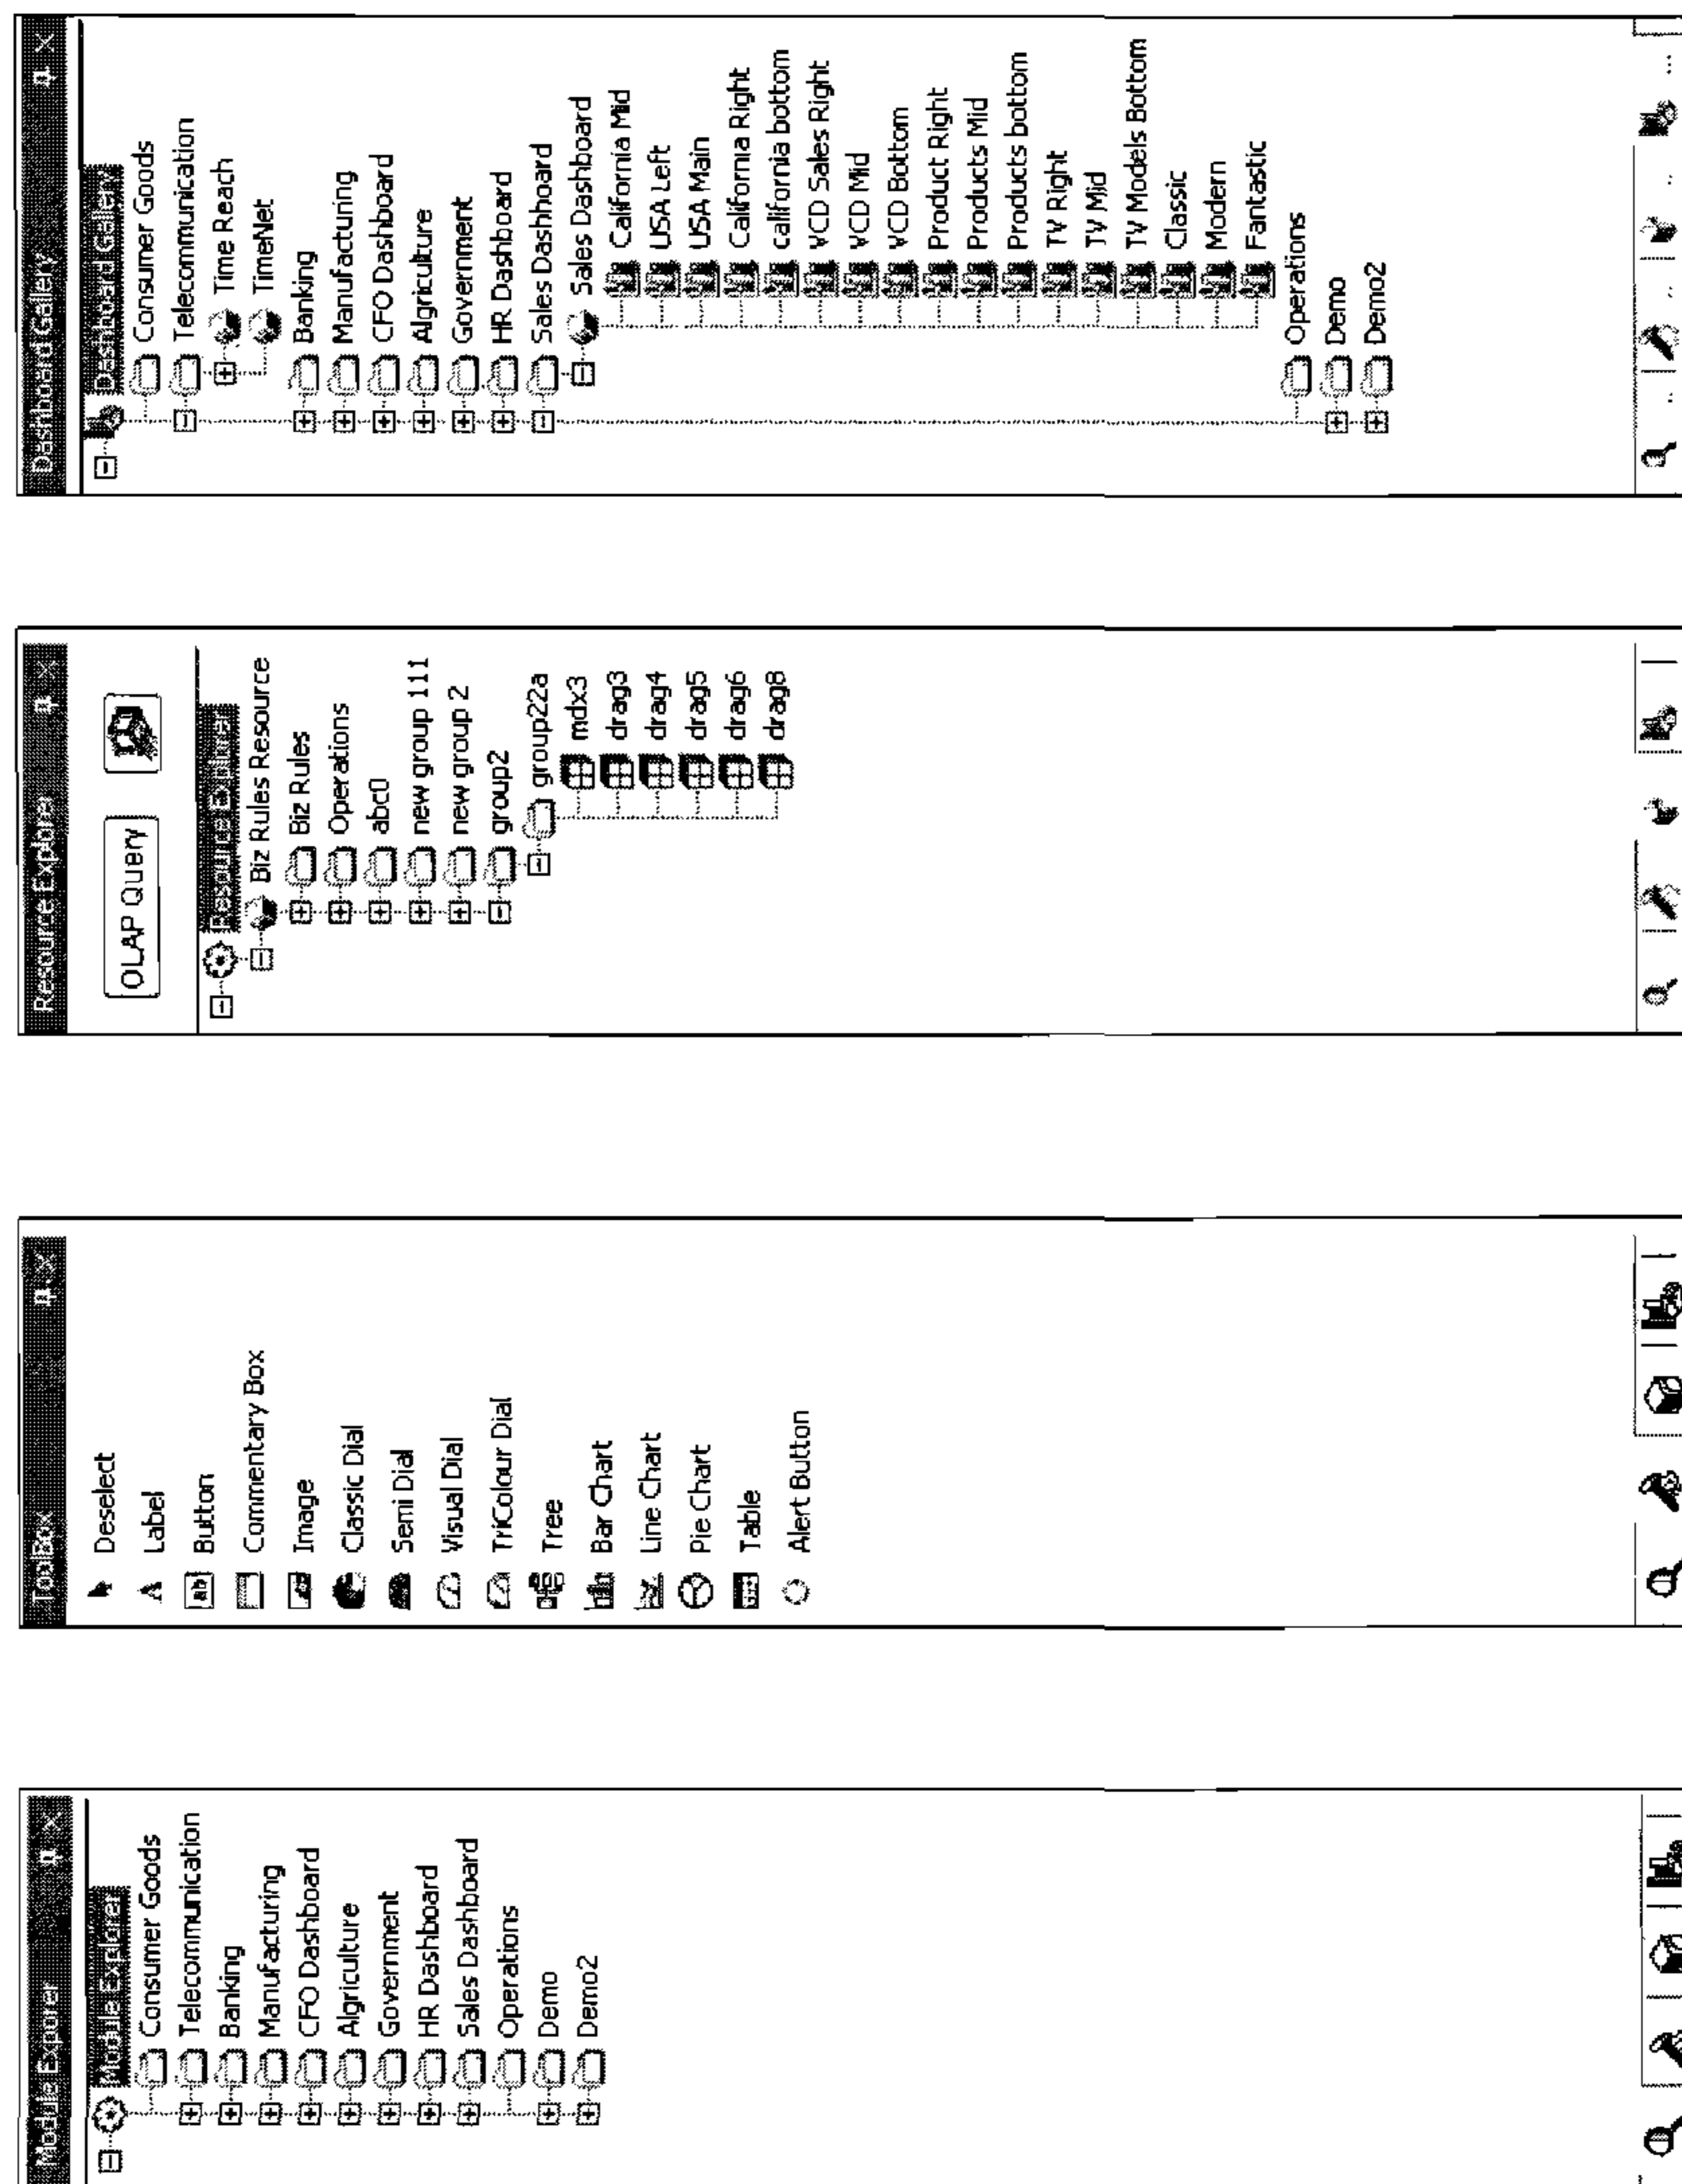 Module Explorer
Module Explorer
Consumer Goods
Telecommunication
Banking
Manufacturing
CFO Dashboard
Algriculture
Government
HR Dashboard
Sales Dashboard
Operations
Demo
Demo2
ToolBox
Deselect
Label
Button
Commentary Box
Image
Classic Dial
Semi Dial
Visual Dial
TriColour Dial
Tree
Bar Chart
Line Chart
Pie Chart
Table
Alert Button
Resource Explorer
OLAP Query
Resource Explorer
Biz Rules Resource
Biz Rules
Operations
abc0
new group 111
new group 2
group2
group22a
mdx3
drag3
drag4
drag5
drag6
drag8
Dashboard Gallery
Dashboard Gallery
Consumer Goods
Telecommunication
Time Reach
TimeNet
Banking
Manufacturing
CFO Dashboard
Algriculture
Government
HR Dashboard
Sales Dashboard
Sales Dashboard
California Mid
USA Left
USA Main
California Right
california bottom
VCD Sales Right
VCD Mid
VCD Bottom
Product Right
Products Mid
Products bottom
TV Right
TV Mid
TV Models Bottom
Classic
Modern
Fantastic
Operations
Demo
Demo2